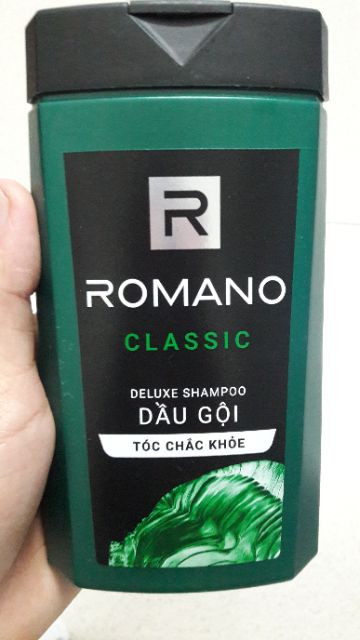 R
ROMANO
CLASSIC
DELUXE SHAMPOO
DẦU GỘI
TÓC CHẮC KHỎE